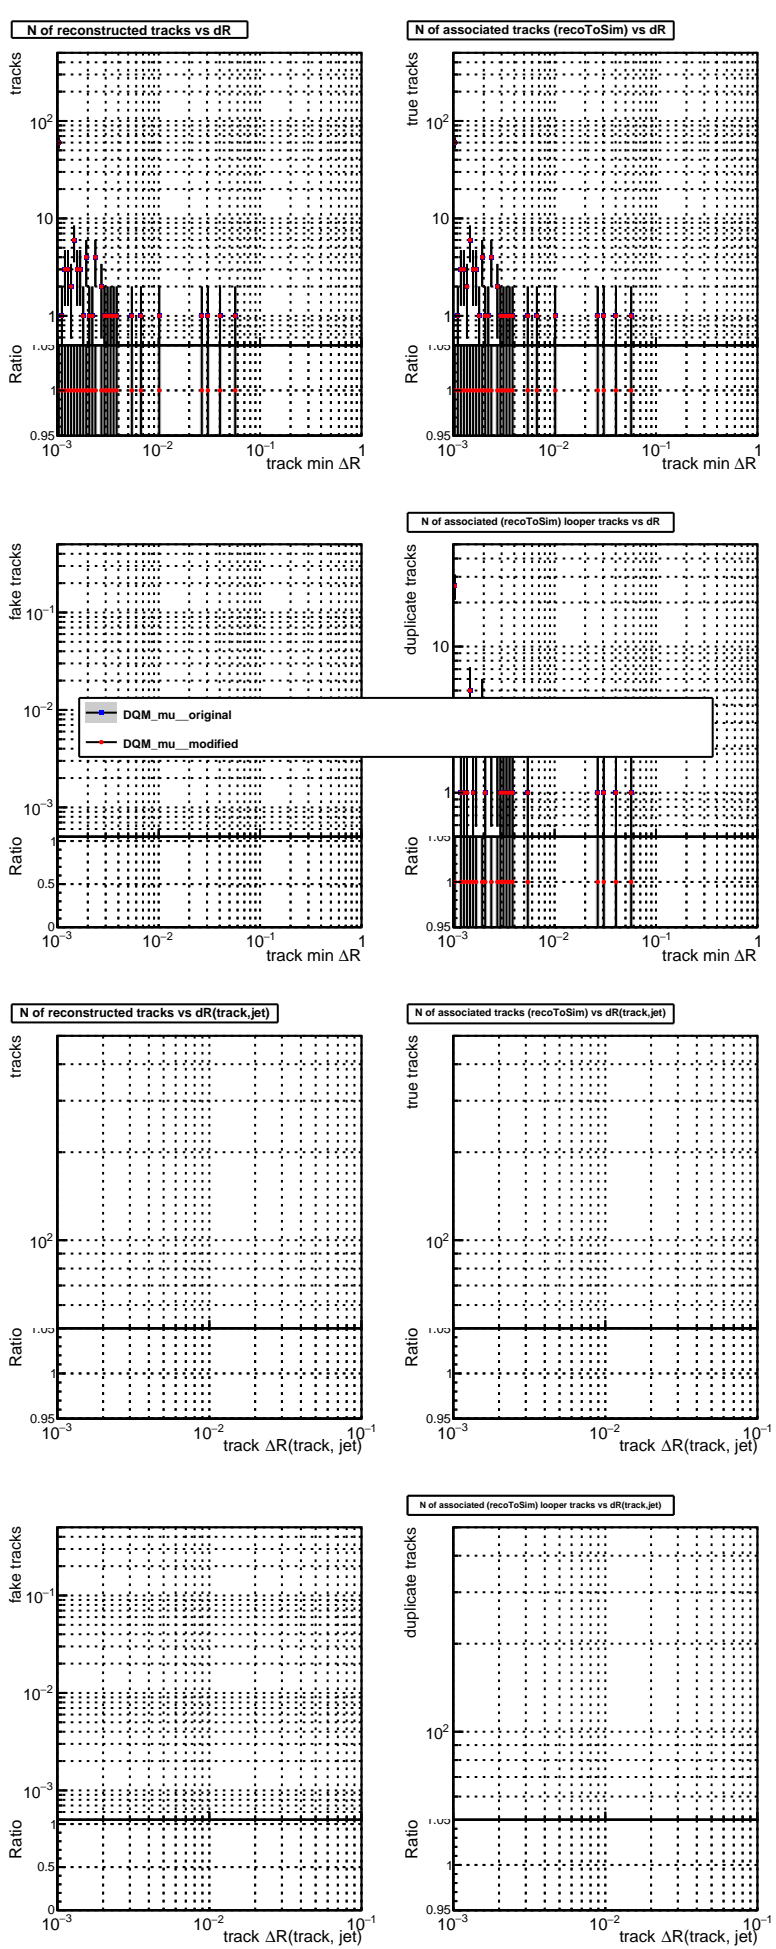 N of reconstructed tracks vs dR
tracks
10²
10
1
1.05
Ratio
1
0.95
10⁻³ 10⁻² 10⁻¹ 1
track min ΔR
N of associated tracks (recoToSim) vs dR
true tracks
10²
10
1
1.05
Ratio
1
0.95
10⁻³ 10⁻² 10⁻¹ 1
track min ΔR
fake tracks
10⁻¹
10⁻²
10⁻³
Ratio
1
0.5
0
10⁻³ 10⁻² 10⁻¹ 1
track min ΔR
N of associated (recoToSim) looper tracks vs dR
duplicate tracks
10
1
1.05
Ratio
1
0.95
10⁻³ 10⁻² 10⁻¹ 1
track min ΔR
DQM_mu__original
DQM_mu__modified
N of reconstructed tracks vs dR(track,jet)
tracks
10²
1.05
Ratio
1
0.95
10⁻³ 10⁻² 10⁻¹
track ΔR(track, jet)
N of associated tracks (recoToSim) vs dR(track,jet)
true tracks
10²
1.05
Ratio
1
0.95
10⁻³ 10⁻² 10⁻¹
track ΔR(track, jet)
fake tracks
10⁻¹
10⁻²
10⁻³
Ratio
1
0.5
0
10⁻³ 10⁻² 10⁻¹
track ΔR(track, jet)
N of associated (recoToSim) looper tracks vs dR(track,jet)
duplicate tracks
10²
1.05
Ratio
1
0.95
10⁻³ 10⁻² 10⁻¹
track ΔR(track, jet)